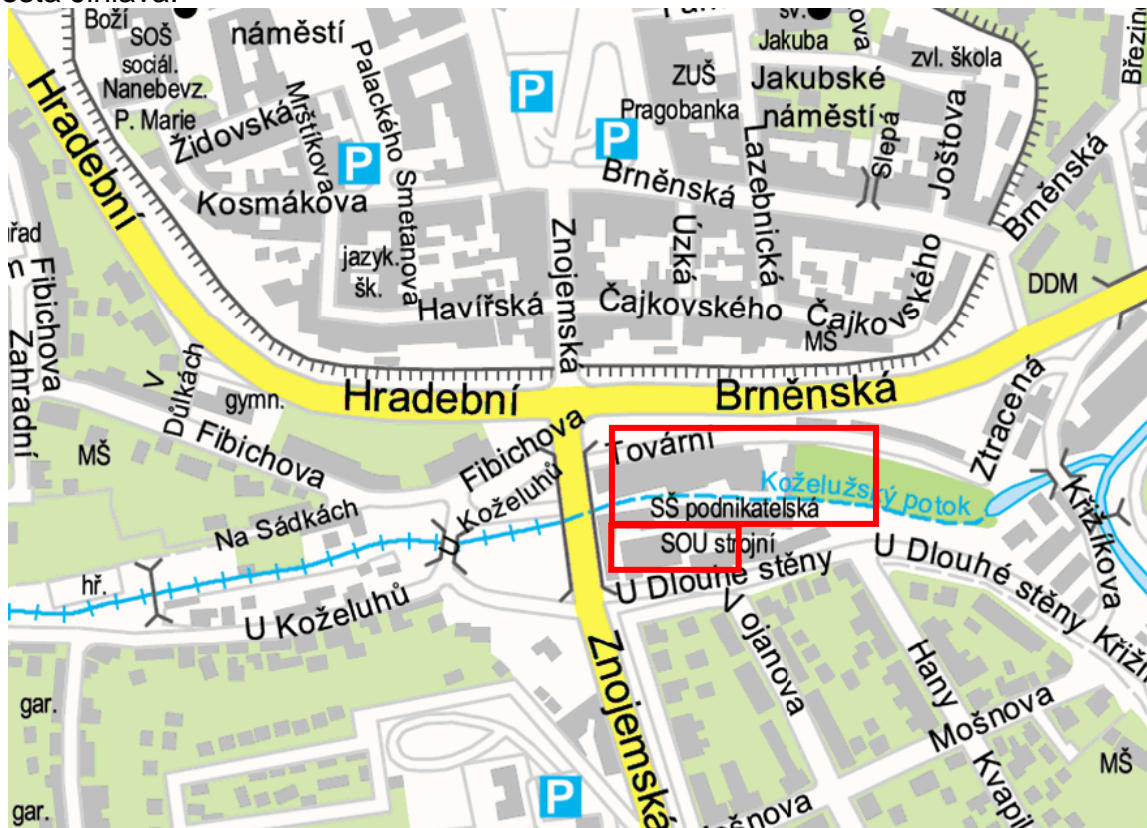 Boží
SOŠ
sociál.
Nanebevz.
P. Marie
náměstí
sv.
Jakuba
ZUŠ
Pragobanka
Jakubské
náměstí
zvl. škola
Březin
Hradební
Židovská
Mrštíkova
Palackého
P
P
P
Kosmákova
Smetanova
Brněnská
Lazebnická
Slepá
Joštova
Brněnská
jazyk.
šk.
Znojemská
Úzká
Havířská
Čajkovského
Čajkovského
MŠ
DDM
Fibichova
Zahradní
V Důlkách
gymn.
Hradební
Brněnská
MŠ
Fibichova
Fibichova
Tovární
Ztracená
U Koželuhů
Koželužský potok
SŠ podnikatelská
Na Sádkách
SOU strojní
Křižíkova
hř.
U Dlouhé stěny
U Dlouhé stěny
U Koželuhů
Vojanova
Hany
Kvapil
Znojemská
Mošnova
gar.
MŠ
P
gar.